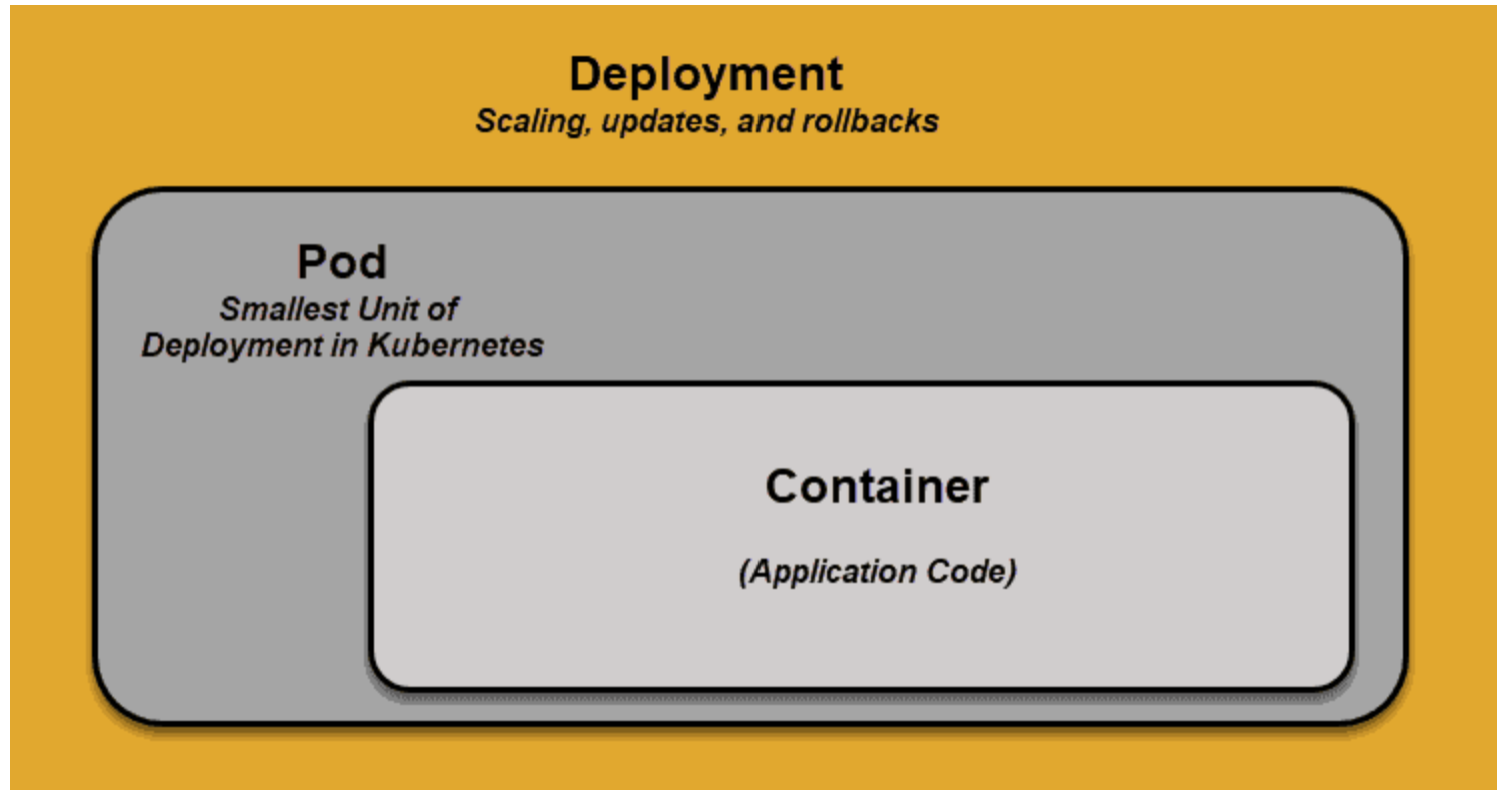 Deployment
Scaling, updates, and rollbacks
Pod
Smallest Unit of
Deployment in Kubernetes
Container
(Application Code)